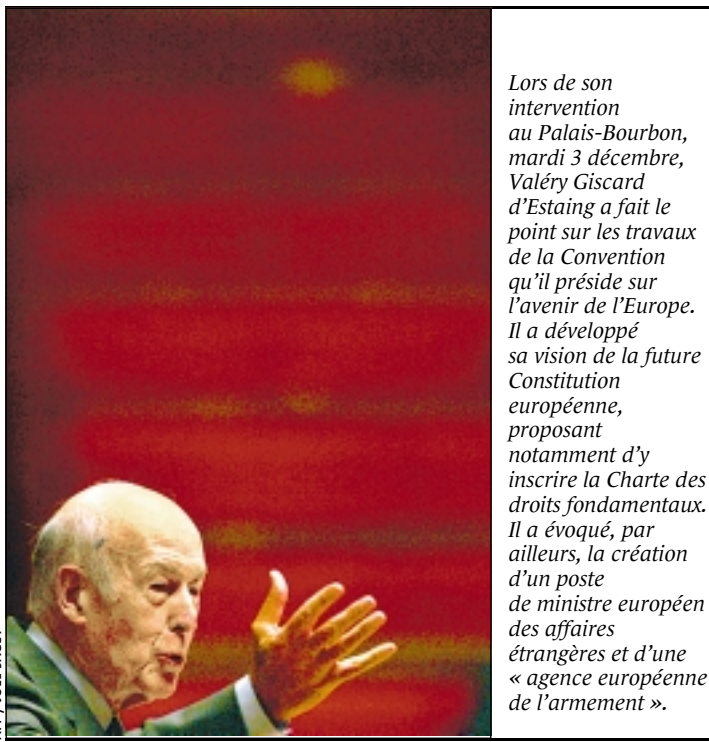 Lors de son
intervention
au Palais-Bourbon,
mardi 3 décembre,
Valéry Giscard
d’Estaing a fait le
point sur les travaux
de la Convention
qu’il préside sur
l’avenir de l’Europe.
Il a développé
sa vision de la future
Constitution
européenne,
proposant
notamment d’y
inscrire la Charte des
droits fondamentaux.
Il a évoqué, par
ailleurs, la création
d’un poste
de ministre européen
des affaires
étrangères et d’une
« agence européenne
de l’armement ».